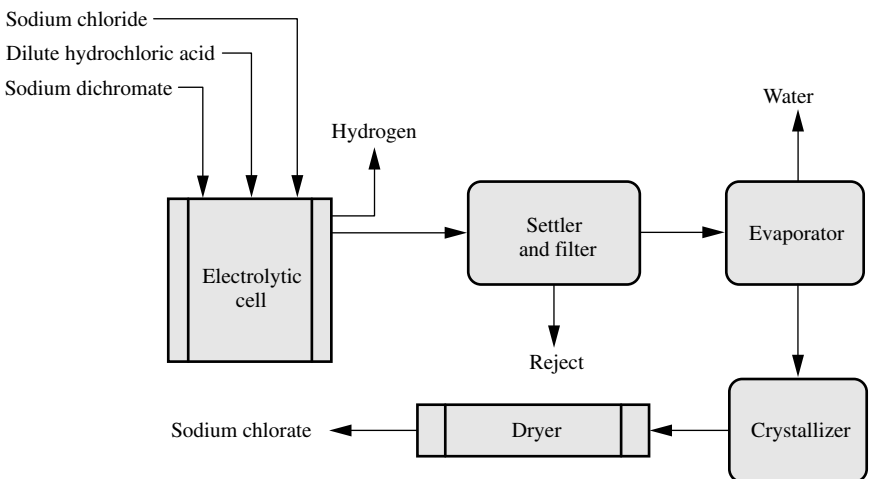 Sodium chloride
Dilute hydrochloric acid
Sodium dichromate
Hydrogen
Water
Electrolytic
cell
Settler
and filter
Evaporator
Reject
Sodium chlorate
Dryer
Crystallizer